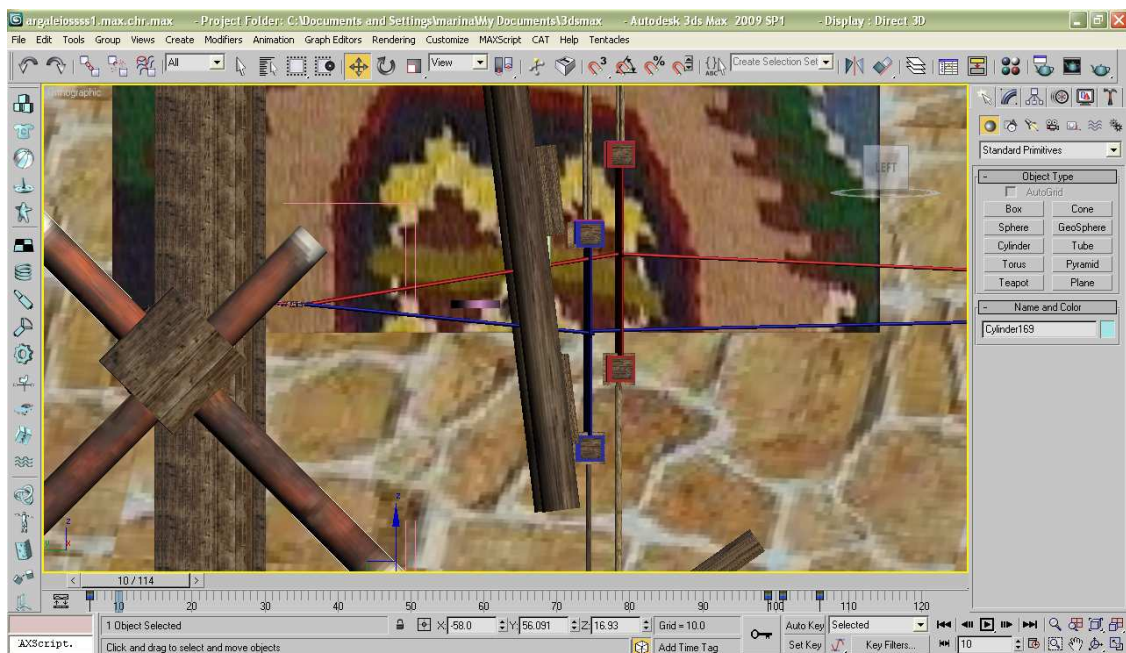 argaleiossss1.max.chr.max - Project Folder: C:\Documents and Settings\marina\My Documents\3dsmax - Autodesk 3ds Max 2009 SP1 - Display : Direct 3D
File Edit Tools Group Views Create Modifiers Animation Graph Editors Rendering Customize MAXScript CAT Help Tentacles
All View Create Selection Set
LEFT
Standard Primitives
- Object Type
AutoGrid
Box Cone
Sphere GeoSphere
Cylinder Tube
Torus Pyramid
Teapot Plane
- Name and Color
Cylinder169
z
z
x
< 10 / 114 >
10 20 30 40 50 60 70 80 90 100 110 120
1 Object Selected X: -58.0 Y: 56.091 Z: 16.93 Grid = 10.0 Auto Key Selected
AXScript. Click and drag to select and move objects Add Time Tag Set Key Key Filters... 10